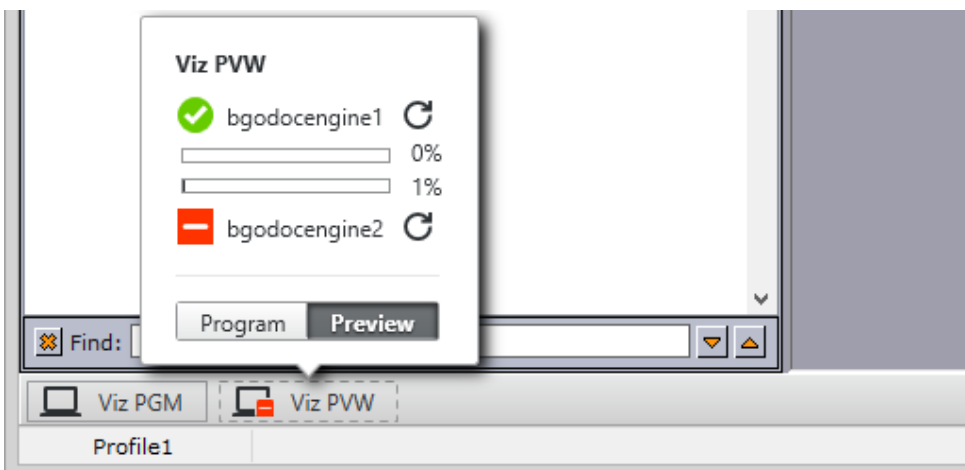 Viz PVW
bgodocengine1
0%
1%
bgodocengine2
Program Preview
Find:
Viz PGM Viz PVW
Profile1